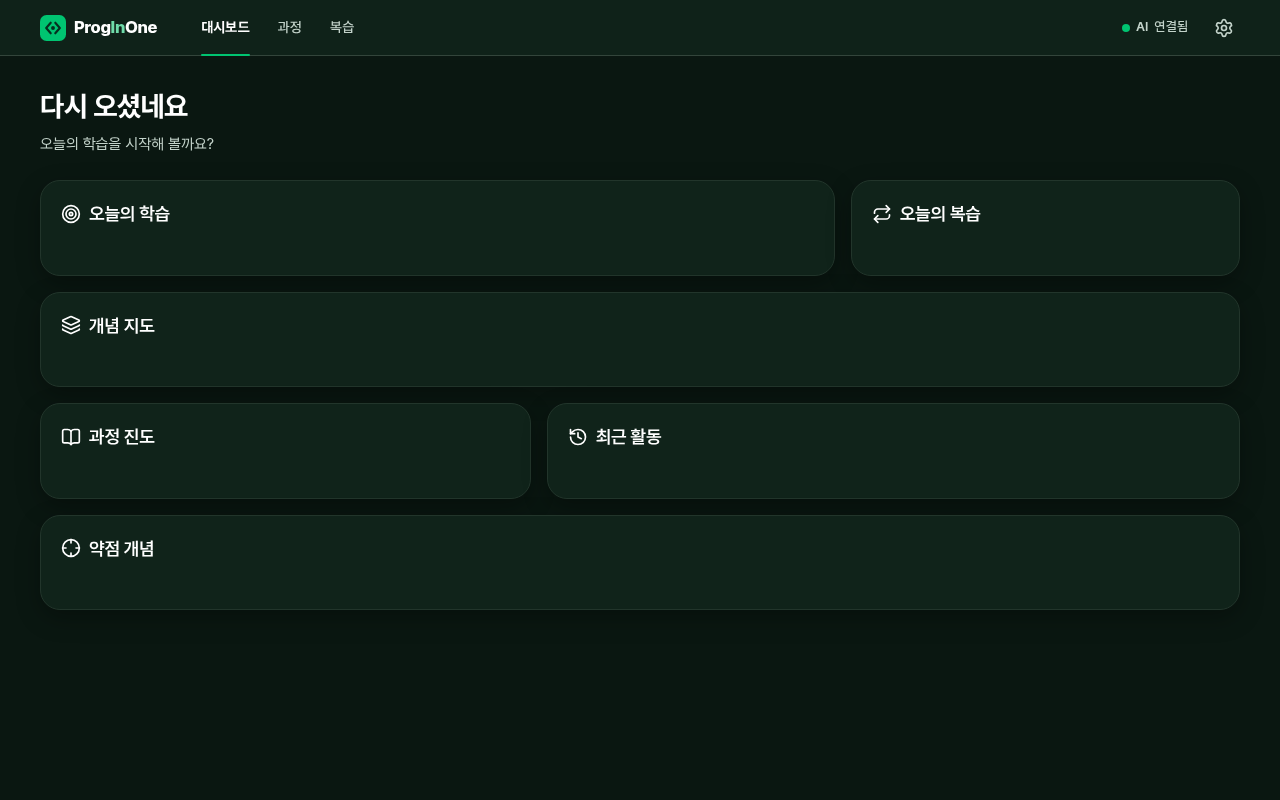 ProgInOne 대시보드 과정 복습 AI 연결됨
다시 오셨네요
오늘의 학습을 시작해 볼까요?
오늘의 학습
오늘의 복습
개념 지도
과정 진도
최근 활동
약점 개념